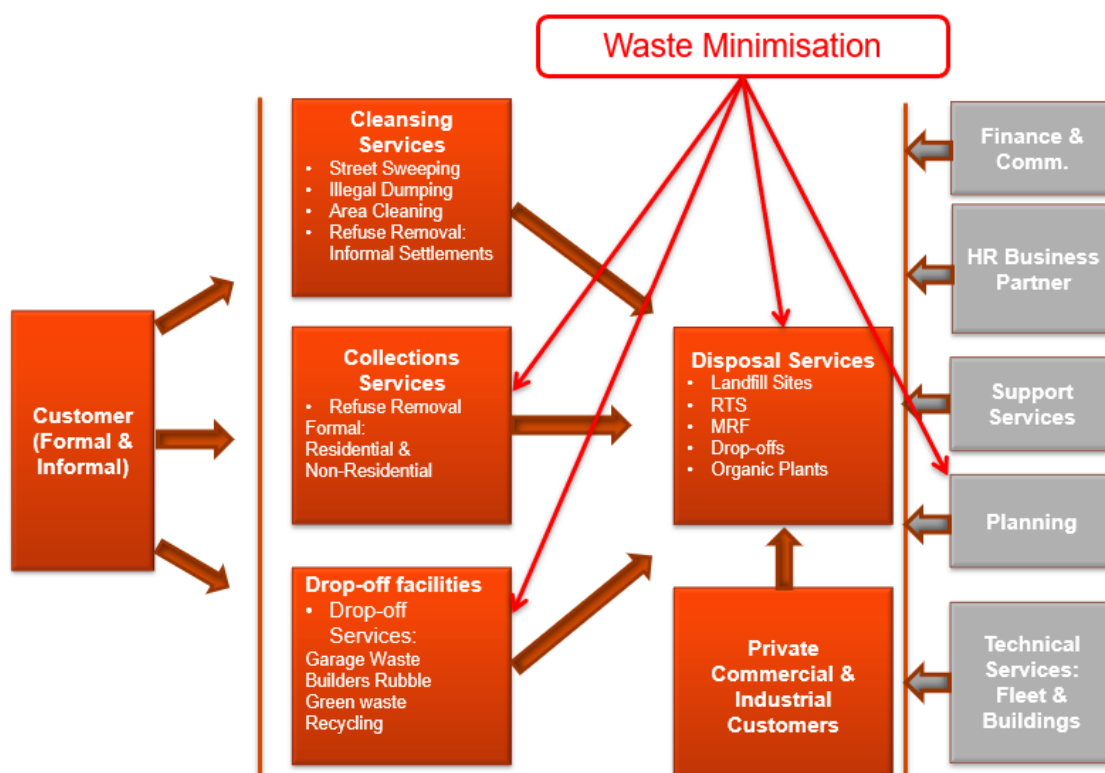 Waste Minimisation
Customer
(Formal &
Informal)
Cleansing
Services
• Street Sweeping
• Illegal Dumping
• Area Cleaning
• Refuse Removal:
Informal Settlements
Collections
Services
• Refuse Removal
Formal:
Residential &
Non-Residential
Drop-off facilities
• Drop-off
Services:
Garage Waste
Builders Rubble
Green waste
Recycling
Disposal Services
• Landfill Sites
• RTS
• MRF
• Drop-offs
• Organic Plants
Private
Commercial &
Industrial
Customers
Finance &
Comm.
HR Business
Partner
Support
Services
Planning
Technical
Services:
Fleet &
Buildings